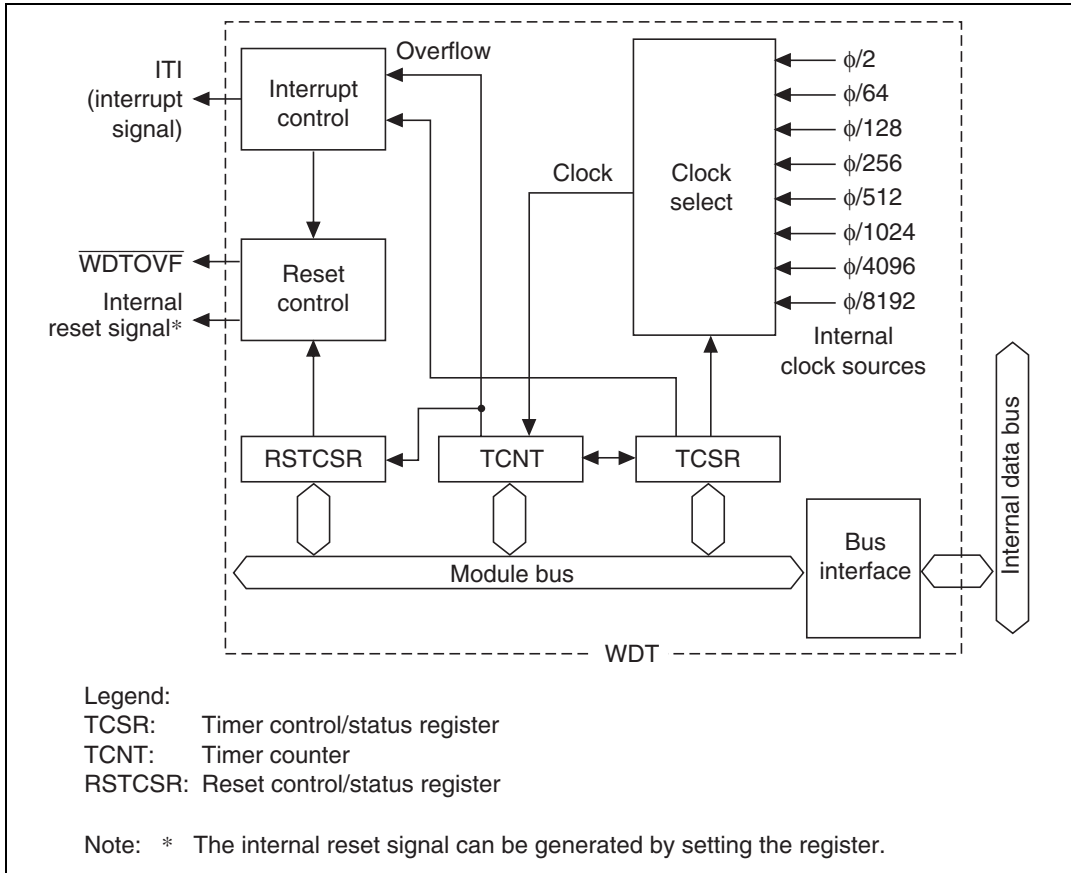 Overflow
ITI
(interrupt
signal)
Interrupt
control
WDTOVF
Internal
reset signal*
Reset
control
Clock
Clock
select
ϕ/2
ϕ/64
ϕ/128
ϕ/256
ϕ/512
ϕ/1024
ϕ/4096
ϕ/8192
Internal
clock sources
RSTCSR
TCNT
TCSR
Module bus
Bus
interface
Internal data bus
WDT
Legend:
TCSR: Timer control/status register
TCNT: Timer counter
RSTCSR: Reset control/status register
Note: * The internal reset signal can be generated by setting the register.